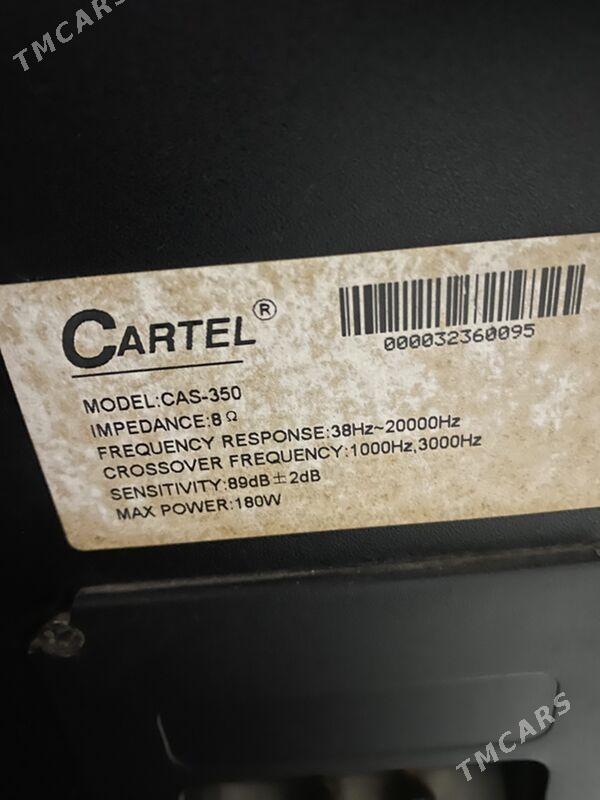 TMCARS
CARTEL®
000032360095
MODEL:CAS-350
IMPEDANCE:8Ω
FREQUENCY RESPONSE:38Hz~20000Hz
CROSSOVER FREQUENCY:1000Hz,3000Hz
SENSITIVITY:89dB±2dB
MAX POWER:180W
TMCARS